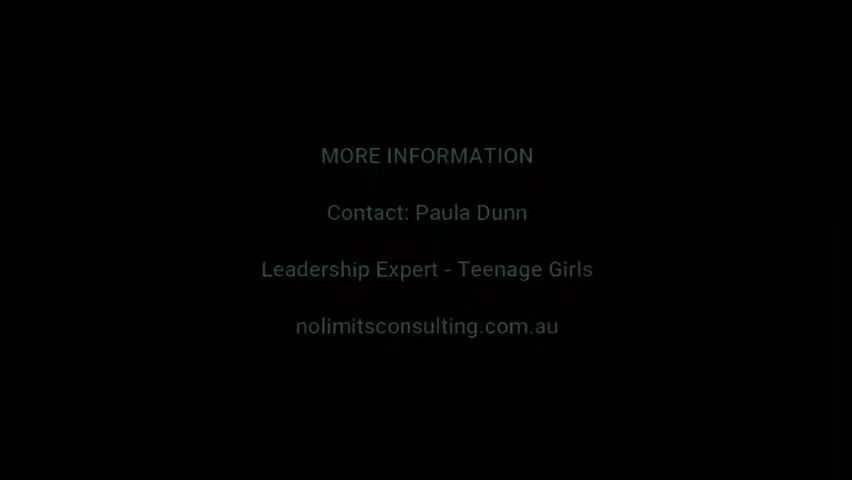 MORE INFORMATION
Contact: Paula Dunn
Leadership Expert - Teenage Girls
nolimitsconsulting.com.au